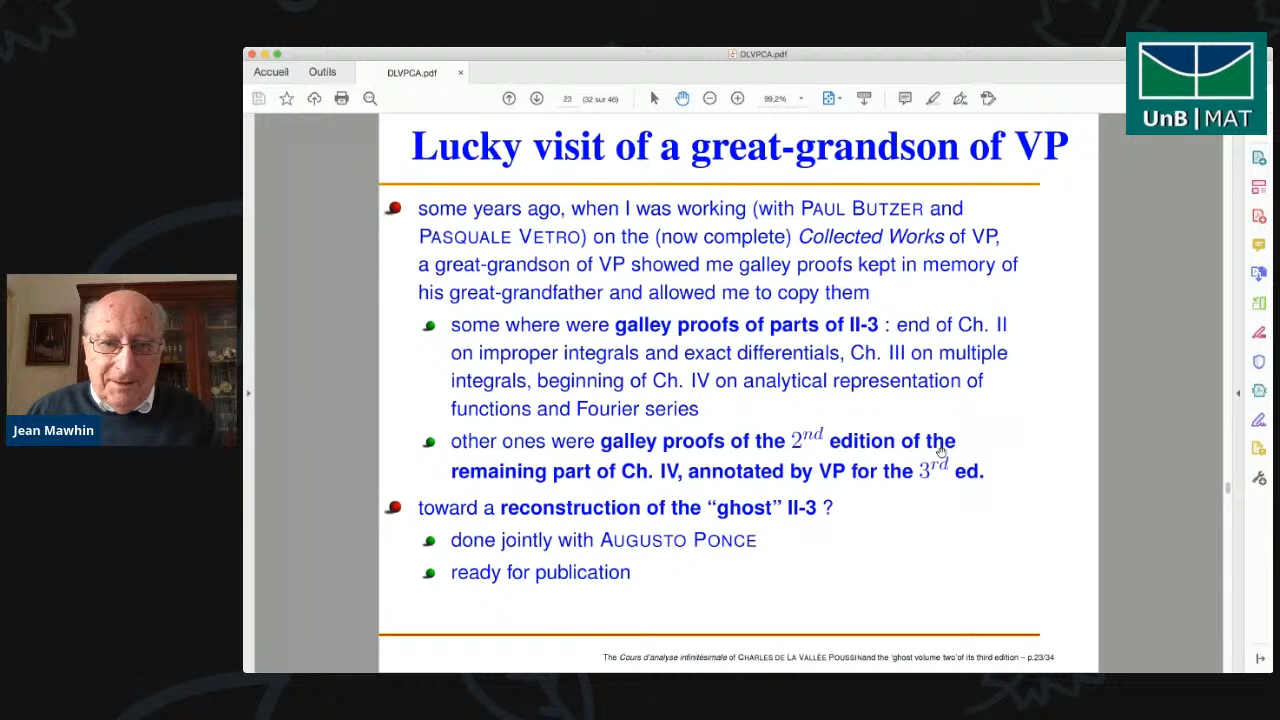 DLVPCA.pdf
Accueil Outils DLVPCA.pdf ×
23 (32 sur 46) 99,2%
UnB | MAT
Lucky visit of a great-grandson of VP
some years ago, when I was working (with PAUL BUTZER and
PASQUALE VETRO) on the (now complete) Collected Works of VP,
a great-grandson of VP showed me galley proofs kept in memory of
his great-grandfather and allowed me to copy them
some where were galley proofs of parts of II-3 : end of Ch. II
on improper integrals and exact differentials, Ch. III on multiple
integrals, beginning of Ch. IV on analytical representation of
functions and Fourier series
other ones were galley proofs of the 2nd edition of the
remaining part of Ch. IV, annotated by VP for the 3rd ed.
toward a reconstruction of the “ghost” II-3 ?
done jointly with AUGUSTO PONCE
ready for publication
The Cours d'analyse infinitésimale of CHARLES DE LA VALLÉE POUSSINand the 'ghost volume two'of its third edition – p.23/34
Jean Mawhin